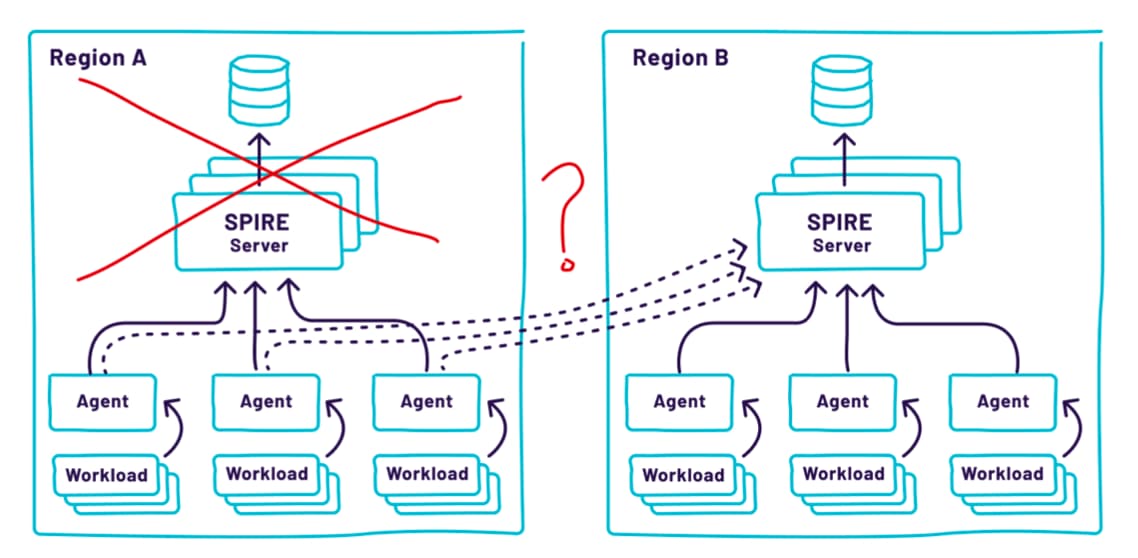 Region A
SPIRE
Server
Agent
Agent
Agent
Workload
Workload
Workload
?
Region B
SPIRE
Server
Agent
Agent
Agent
Workload
Workload
Workload